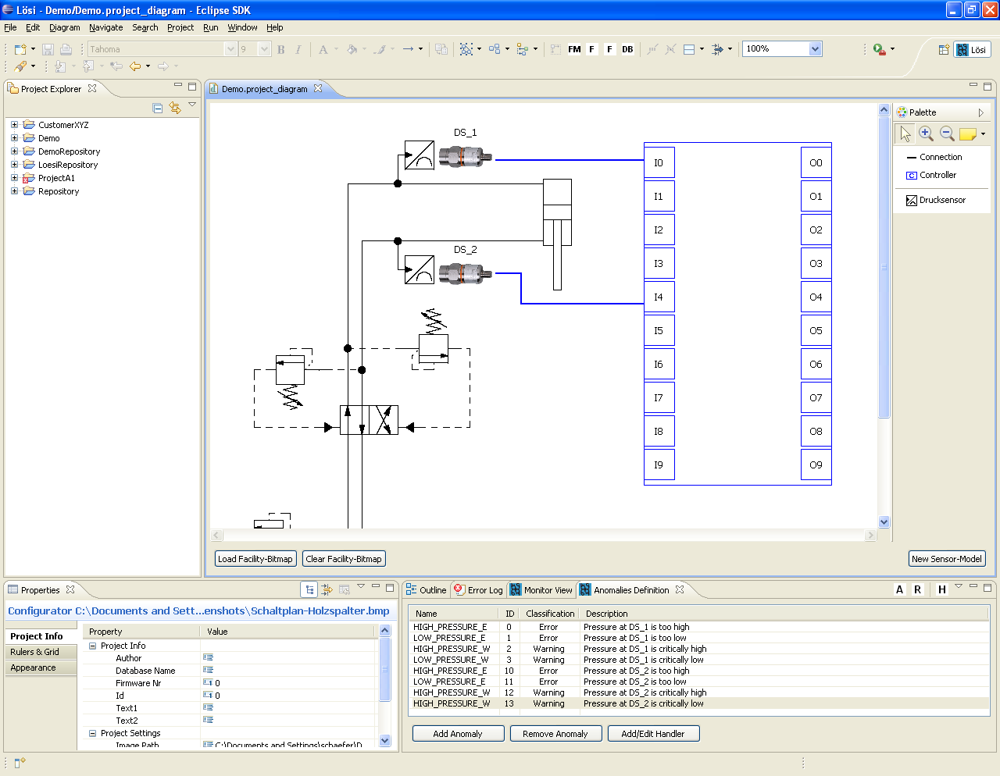 Lösi - Demo/Demo.project_diagram - Eclipse SDK
File Edit Diagram Navigate Search Project Run Window Help
Tahoma 9 B I A FM F F DB 100% Lösi
Project Explorer
CustomerXYZ
Demo
DemoRepository
LoesiRepository
ProjectA1
Repository
Demo.project_diagram
DS_1
DS_2
I0 O0
I1 O1
I2 O2
I3 O3
I4 O4
I5 O5
I6 O6
I7 O7
I8 O8
I9 O9
Palette
Connection
C Controller
Drucksensor
Load Facility-Bitmap Clear Facility-Bitmap New Sensor-Model
Properties
Configurator C:\Documents and Sett...enshots\Schaltplan-Holzspalter.bmp
Project Info
Rulers & Grid
Appearance
Property Value
Project Info
Author
Database Name
Firmware Nr 0
Id 0
Text1
Text2
Project Settings
Image Path C:\Documents and Settings\schaefer\D
Outline Error Log Monitor View Anomalies Definition A R H
Name ID Classification Description
HIGH_PRESSURE_E 0 Error Pressure at DS_1 is too high
LOW_PRESSURE_E 1 Error Pressure at DS_1 is too low
HIGH_PRESSURE_W 2 Warning Pressure at DS_1 is critically high
LOW_PRESSURE_W 3 Warning Pressure at DS_1 is critically low
HIGH_PRESSURE_E 10 Error Pressure at DS_2 is too high
LOW_PRESSURE_E 11 Error Pressure at DS_2 is too low
HIGH_PRESSURE_W 12 Warning Pressure at DS_2 is critically high
HIGH_PRESSURE_W 13 Warning Pressure at DS_2 is critically low
Add Anomaly Remove Anomaly Add/Edit Handler